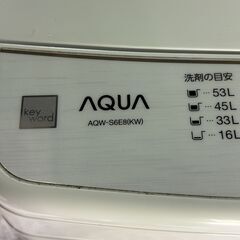 key
word
AQUA
AQW-S6E8(KW)
洗剤の目安
53L
45L
33L
16L